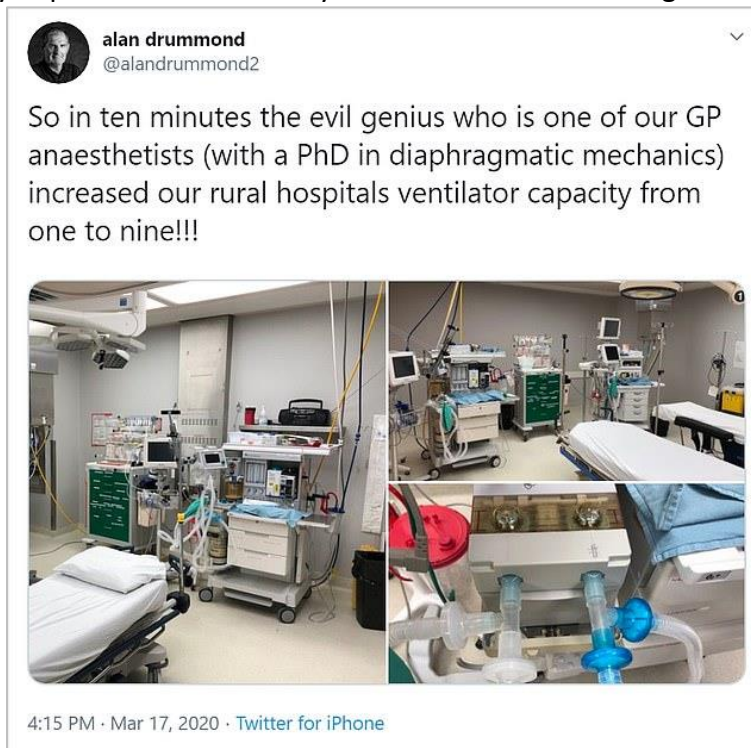 alan drummond
@alandrummond2
So in ten minutes the evil genius who is one of our GP
anaesthetists (with a PhD in diaphragmatic mechanics)
increased our rural hospitals ventilator capacity from
one to nine!!!
4:15 PM · Mar 17, 2020 · Twitter for iPhone